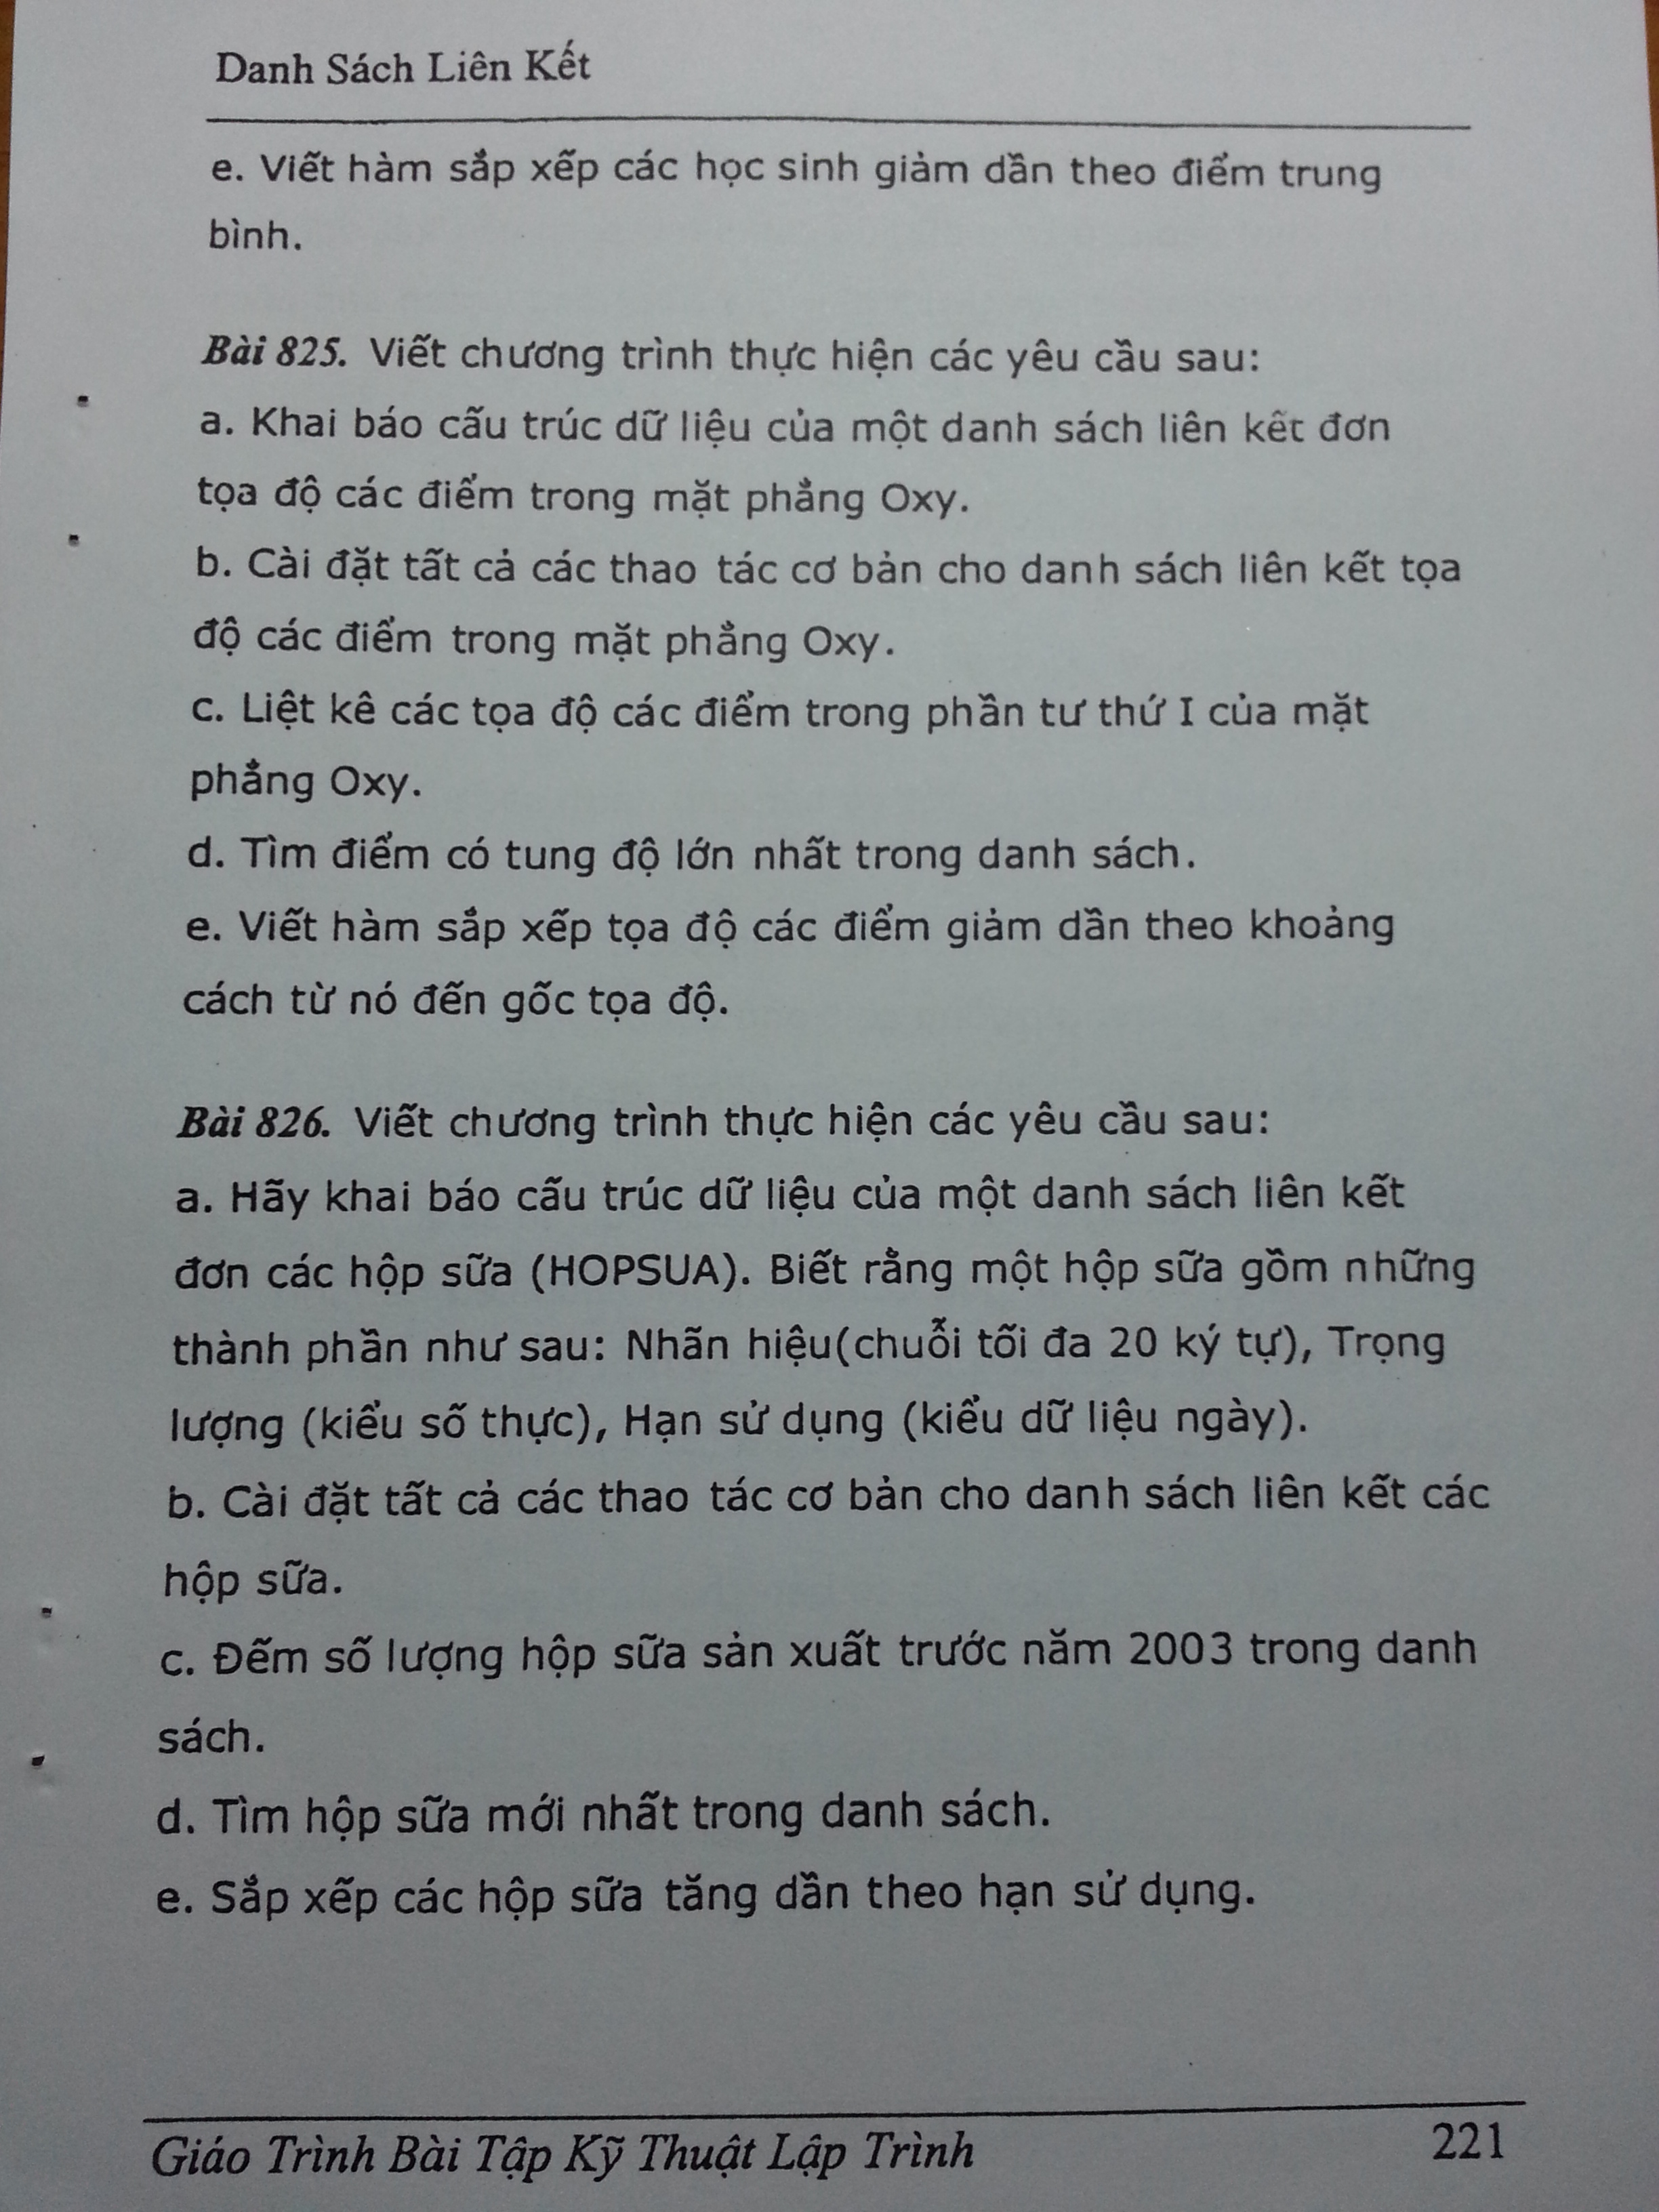 Danh Sách Liên Kết
e. Viết hàm sắp xếp các học sinh giảm dần theo điểm trung
bình.
Bài 825. Viết chương trình thực hiện các yêu cầu sau:
a. Khai báo cấu trúc dữ liệu của một danh sách liên kết đơn
tọa độ các điểm trong mặt phẳng Oxy.
b. Cài đặt tất cả các thao tác cơ bản cho danh sách liên kết tọa
độ các điểm trong mặt phẳng Oxy.
c. Liệt kê các tọa độ các điểm trong phần tư thứ I của mặt
phẳng Oxy.
d. Tìm điểm có tung độ lớn nhất trong danh sách.
e. Viết hàm sắp xếp tọa độ các điểm giảm dần theo khoảng
cách từ nó đến gốc tọa độ.
Bài 826. Viết chương trình thực hiện các yêu cầu sau:
a. Hãy khai báo cấu trúc dữ liệu của một danh sách liên kết
đơn các hộp sữa (HOPSUA). Biết rằng một hộp sữa gồm những
thành phần như sau: Nhãn hiệu(chuỗi tối đa 20 ký tự), Trọng
lượng (kiểu số thực), Hạn sử dụng (kiểu dữ liệu ngày).
b. Cài đặt tất cả các thao tác cơ bản cho danh sách liên kết các
hộp sữa.
c. Đếm số lượng hộp sữa sản xuất trước năm 2003 trong danh
sách.
d. Tìm hộp sữa mới nhất trong danh sách.
e. Sắp xếp các hộp sữa tăng dần theo hạn sử dụng.
Giáo Trình Bài Tập Kỹ Thuật Lập Trình 221